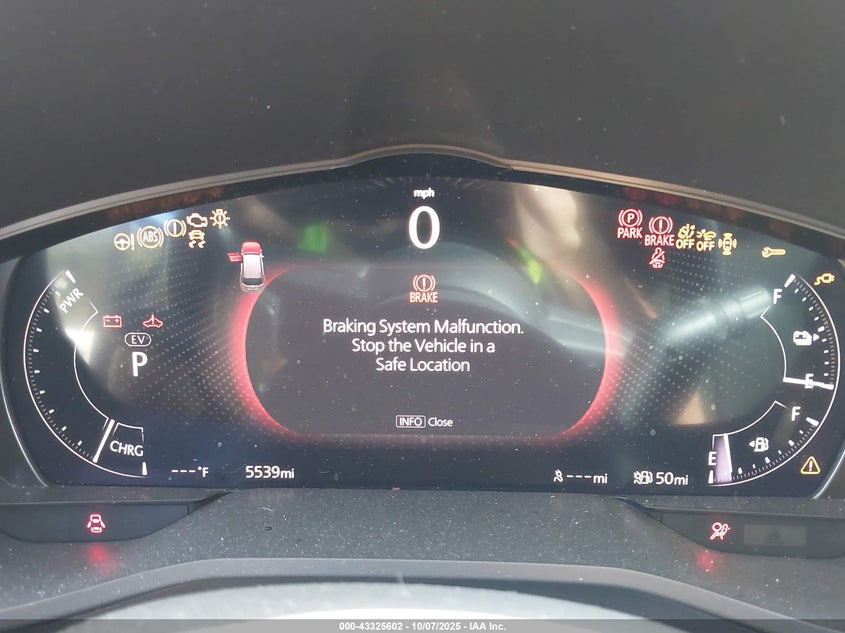 mph
0
ABS
P
PARK
BRAKE
OFF
OFF
BRAKE
PWR
F
Braking System Malfunction.
Stop the Vehicle in a
Safe Location
EV
P
E
F
INFO Close
CHRG
E
---°F
5539mi
---mi
50mi
000-43325602 - 10/07/2025 - IAA Inc.